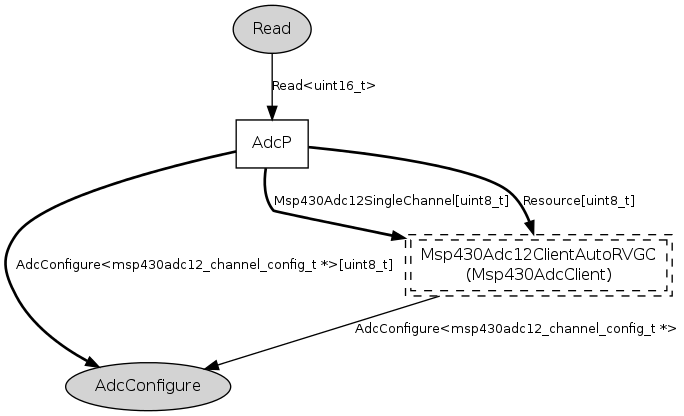 Read
Read<uint16_t>
AdcP
Msp430Adc12SingleChannel[uint8_t]
Resource[uint8_t]
AdcConfigure<msp430adc12_channel_config_t *>[uint8_t]
Msp430Adc12ClientAutoRVGC
(Msp430AdcClient)
AdcConfigure<msp430adc12_channel_config_t *>
AdcConfigure